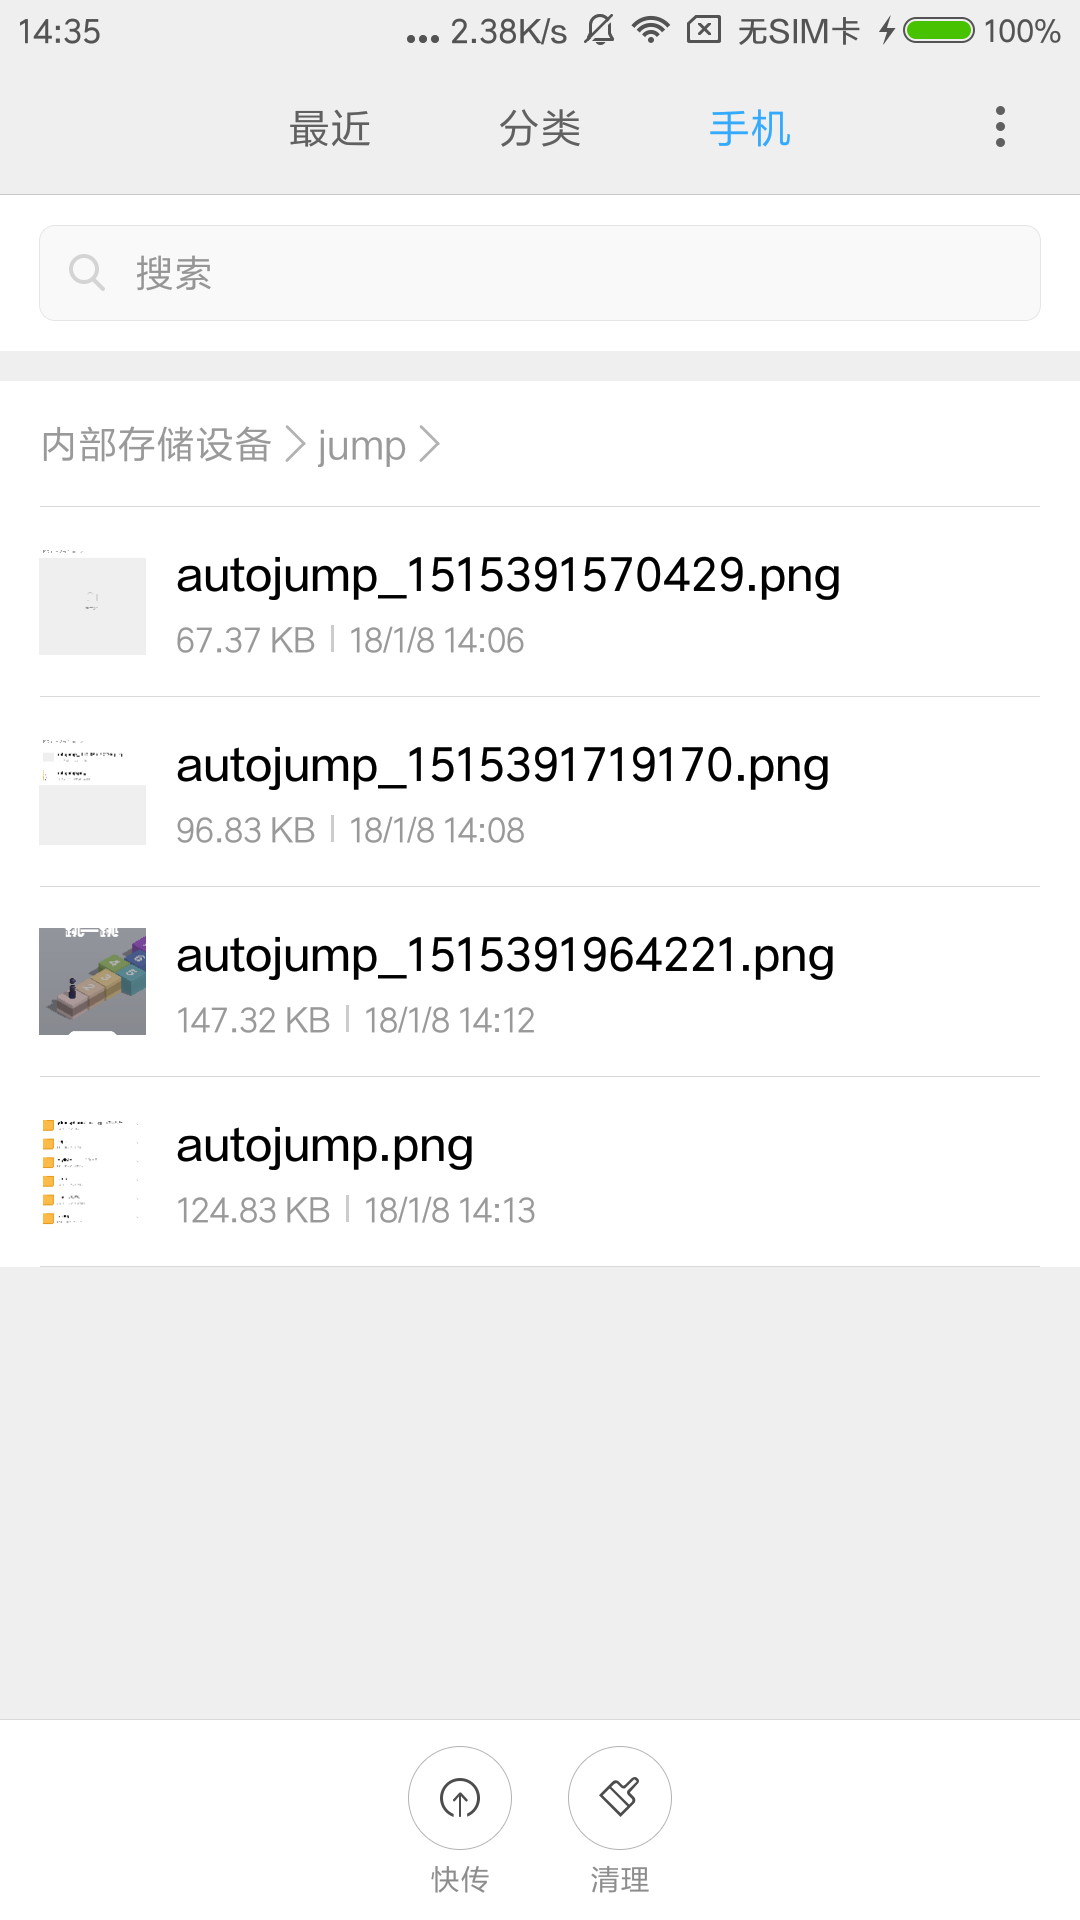 14:35 ... 2.38K/s 无SIM卡 100%
最近 分类 手机
搜索
内部存储设备 > jump >
autojump_1515391570429.png
67.37 KB | 18/1/8 14:06
autojump_1515391719170.png
96.83 KB | 18/1/8 14:08
autojump_1515391964221.png
147.32 KB | 18/1/8 14:12
autojump.png
124.83 KB | 18/1/8 14:13
快传 清理